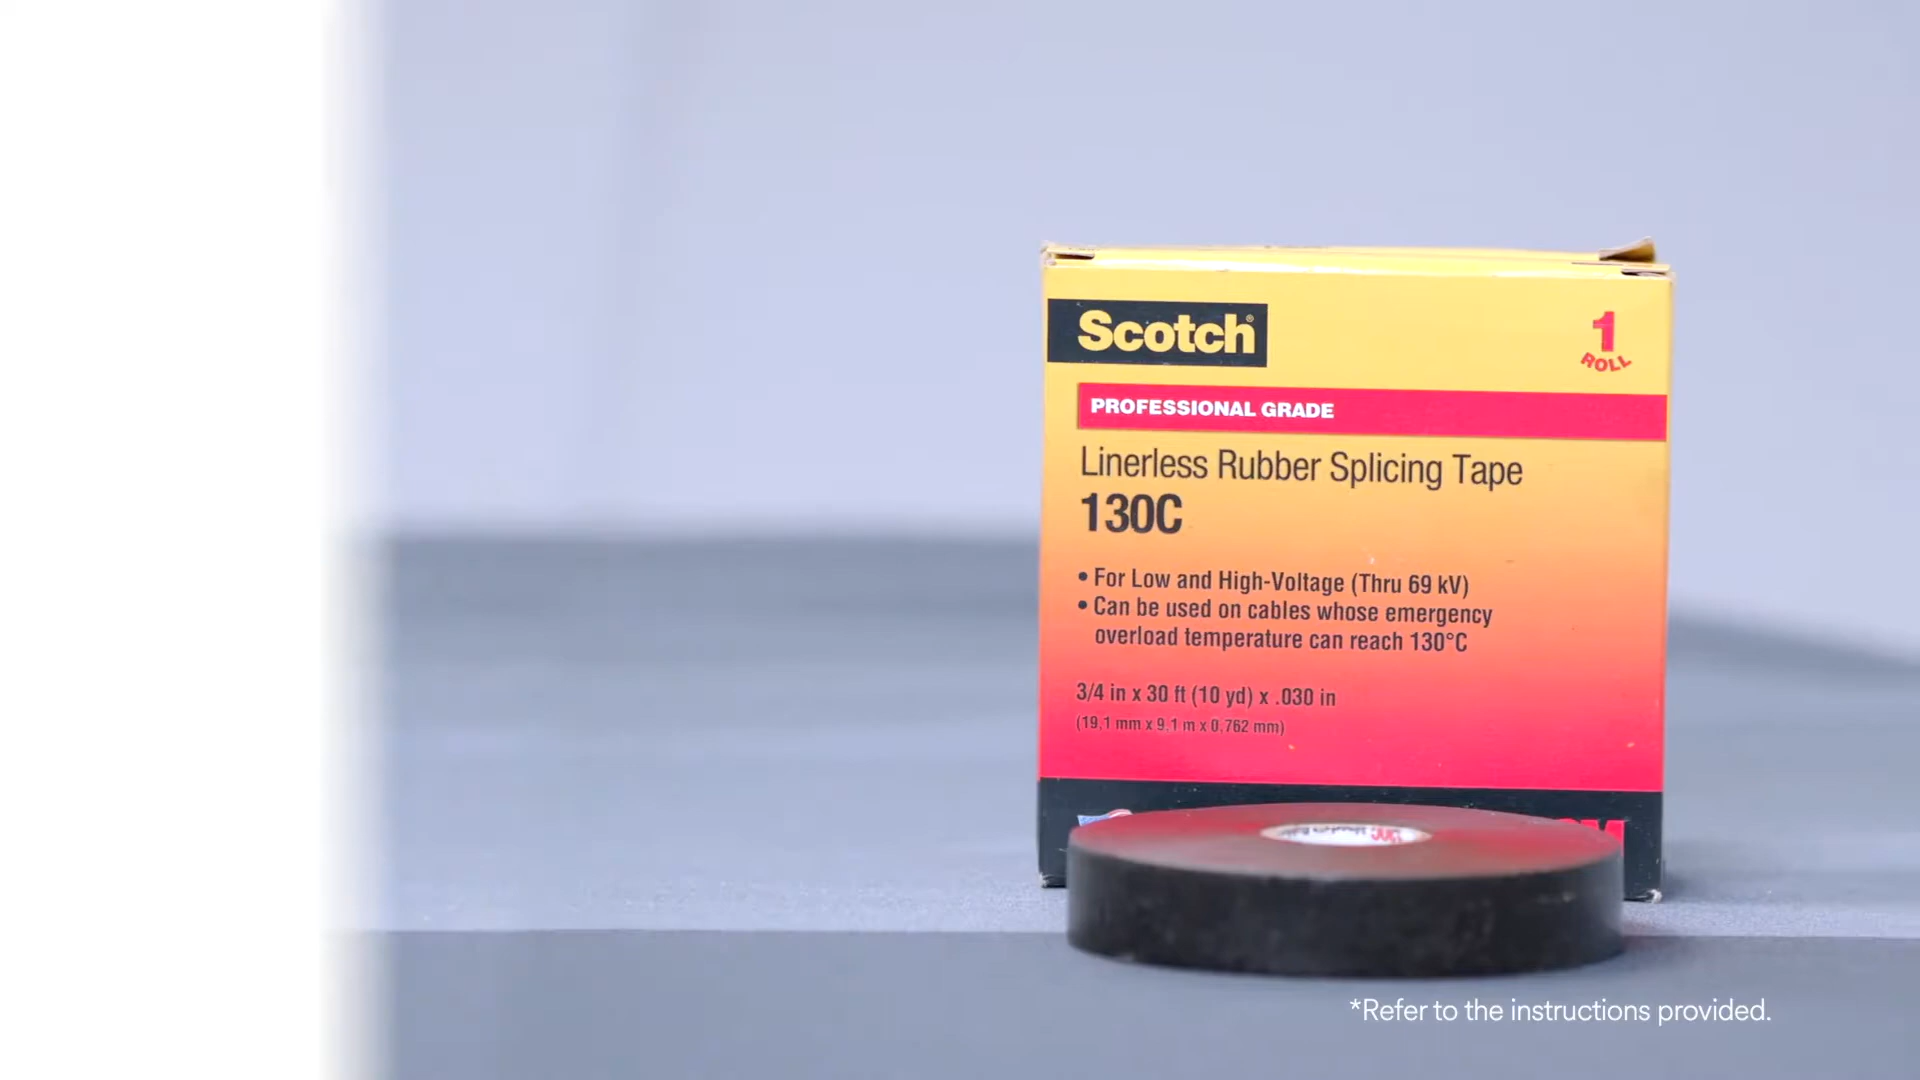 Scotch®
1
ROLL
PROFESSIONAL GRADE
Linerless Rubber Splicing Tape
130C
• For Low and High-Voltage (Thru 69 kV)
• Can be used on cables whose emergency
overload temperature can reach 130°C
3/4 in x 30 ft (10 yd) x .030 in
(19,1 mm x 9,1 m x 0,762 mm)
*Refer to the instructions provided.